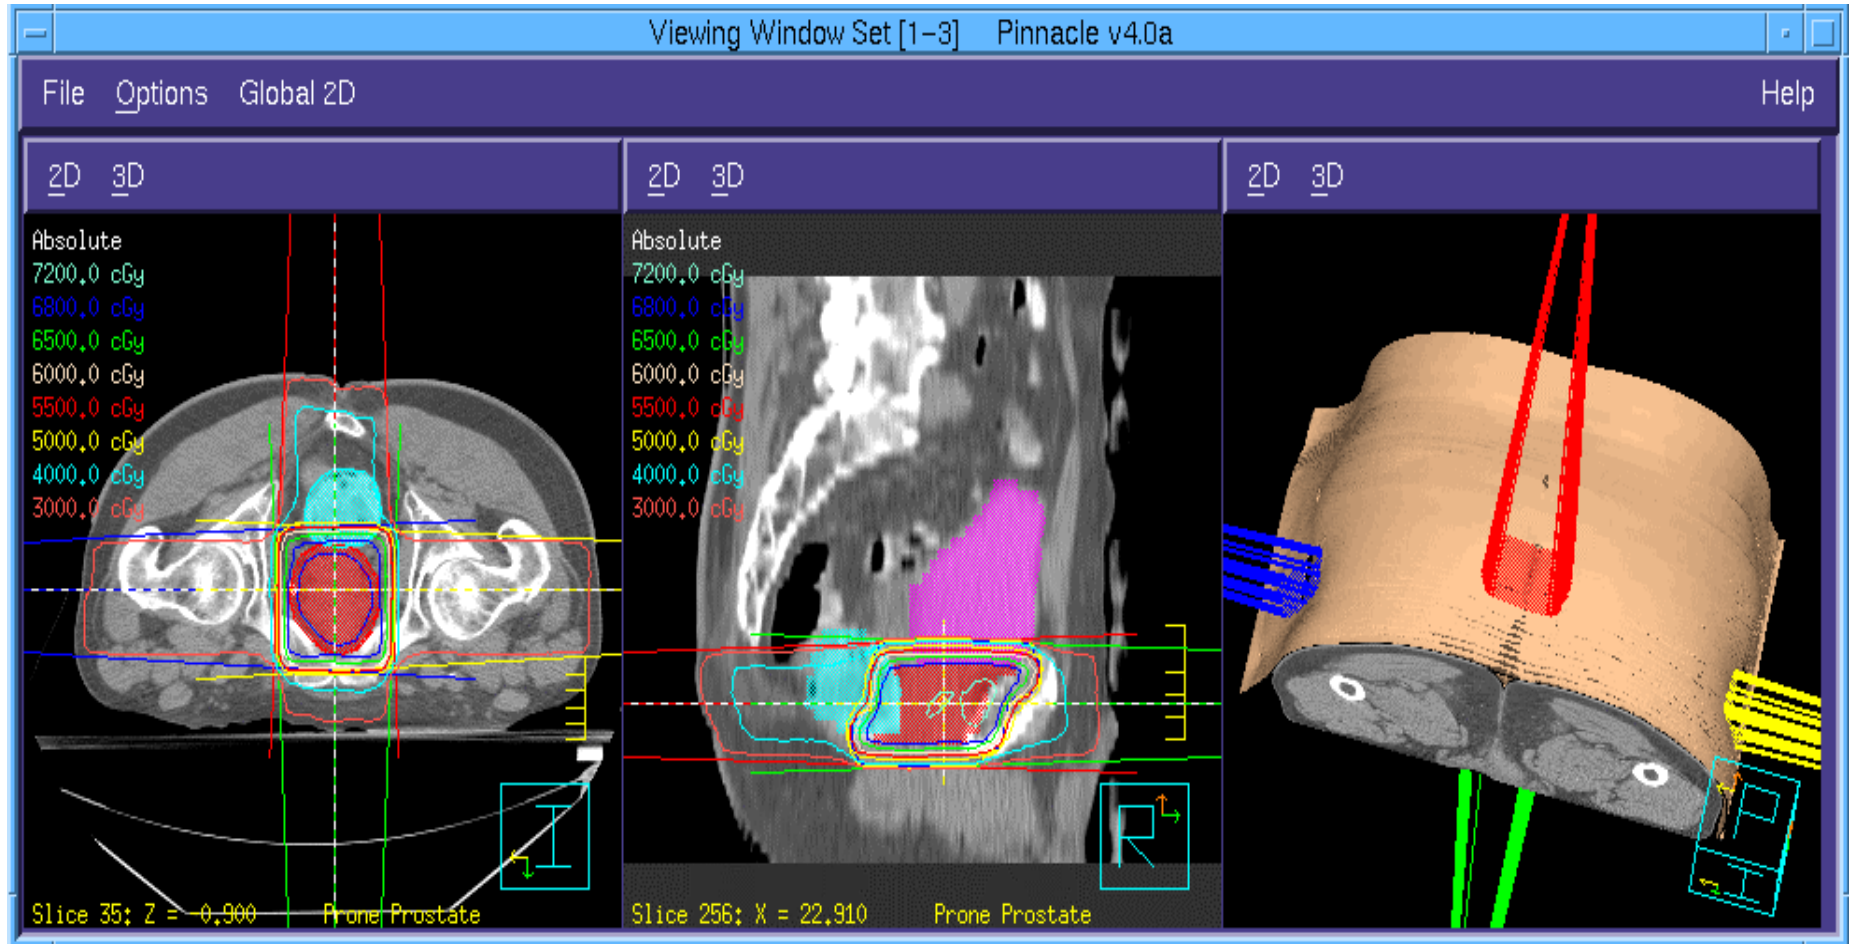 Viewing Window Set [1-3] Pinnacle v4.0a
File Options Global 2D Help
2D 3D
2D 3D
2D 3D
Absolute
7200.0 cGy
6800.0 cGy
6500.0 cGy
6000.0 cGy
5500.0 cGy
5000.0 cGy
4000.0 cGy
3000.0 cGy
I
Slice 35: Z = -0.900 Prone Prostate
Absolute
7200.0 cGy
6800.0 cGy
6500.0 cGy
6000.0 cGy
5500.0 cGy
5000.0 cGy
4000.0 cGy
3000.0 cGy
R
Slice 256: X = 22.910 Prone Prostate
P
I